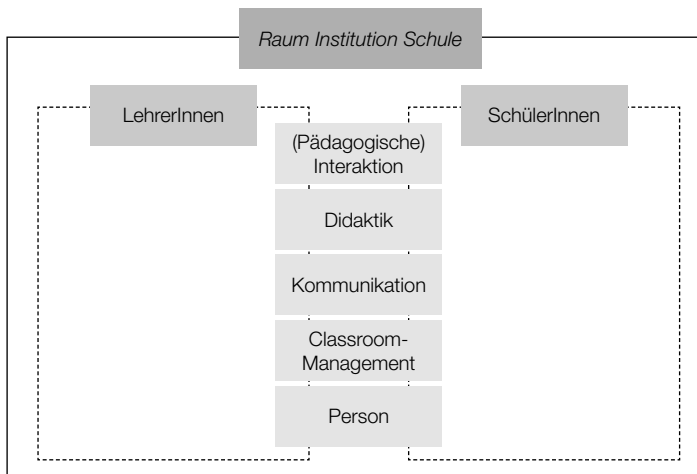 Raum Institution Schule
LehrerInnen
SchülerInnen
(Pädagogische)
Interaktion
Didaktik
Kommunikation
Classroom-
Management
Person